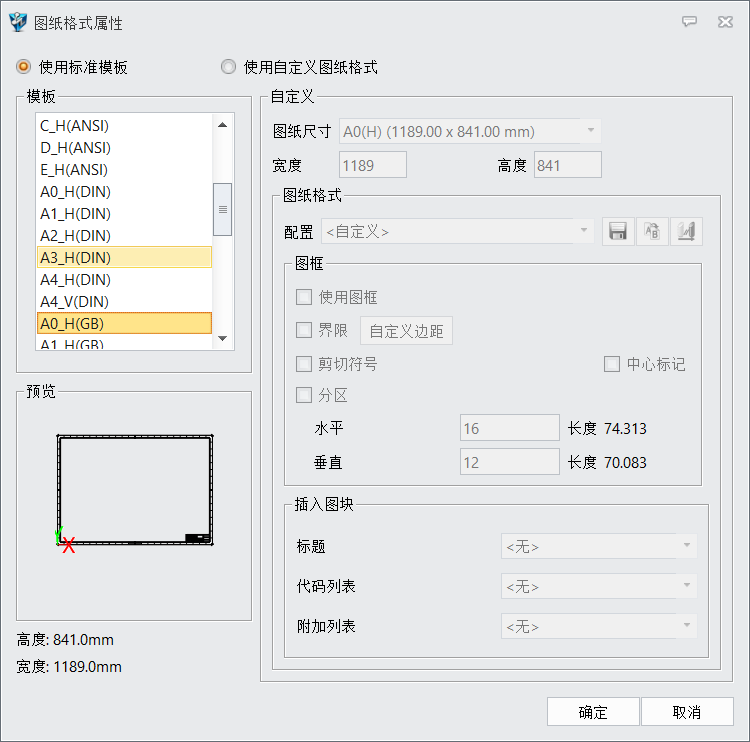 图纸格式属性
使用标准模板
使用自定义图纸格式
模板
C_H(ANSI)
D_H(ANSI)
E_H(ANSI)
A0_H(DIN)
A1_H(DIN)
A2_H(DIN)
A3_H(DIN)
A4_H(DIN)
A4_V(DIN)
A0_H(GB)
A1_H(GB)
预览
X
高度: 841.0mm
宽度: 1189.0mm
自定义
图纸尺寸 A0(H) (1189.00 x 841.00 mm)
宽度 1189 高度 841
图纸格式
配置 <自定义>
图框
使用图框
界限 自定义边距
剪切符号 中心标记
分区
水平 16 长度 74.313
垂直 12 长度 70.083
插入图块
标题 <无>
代码列表 <无>
附加列表 <无>
确定 取消